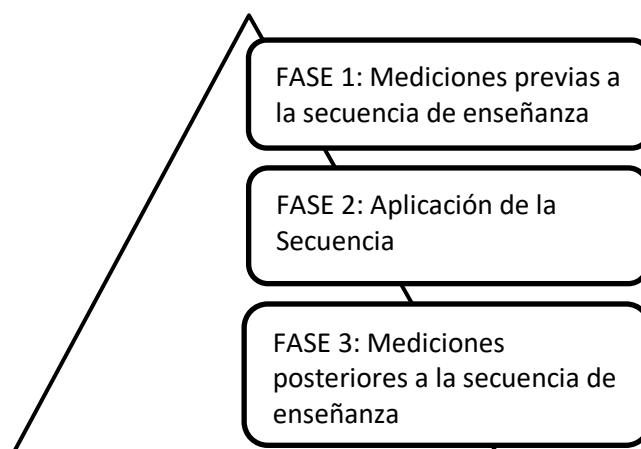 FASE 1: Mediciones previas a
la secuencia de enseñanza
FASE 2: Aplicación de la
Secuencia
FASE 3: Mediciones
posteriores a la secuencia de
enseñanza